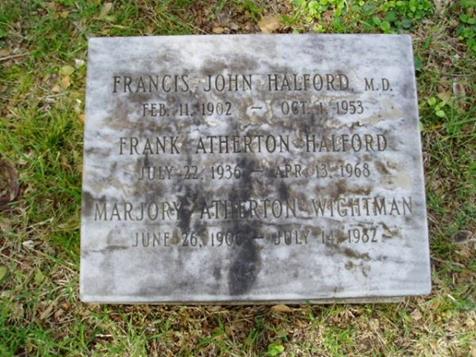 FRANCIS JOHN HALFORD, M.D.
FEB. 11, 1902 — OCT. 1, 1953
FRANK ATHERTON HALFORD
JULY 22, 1936 — APR. 13, 1968
MARJORY ATHERTON WIGHTMAN
JUNE 26, 1906 — JULY 14, 1982